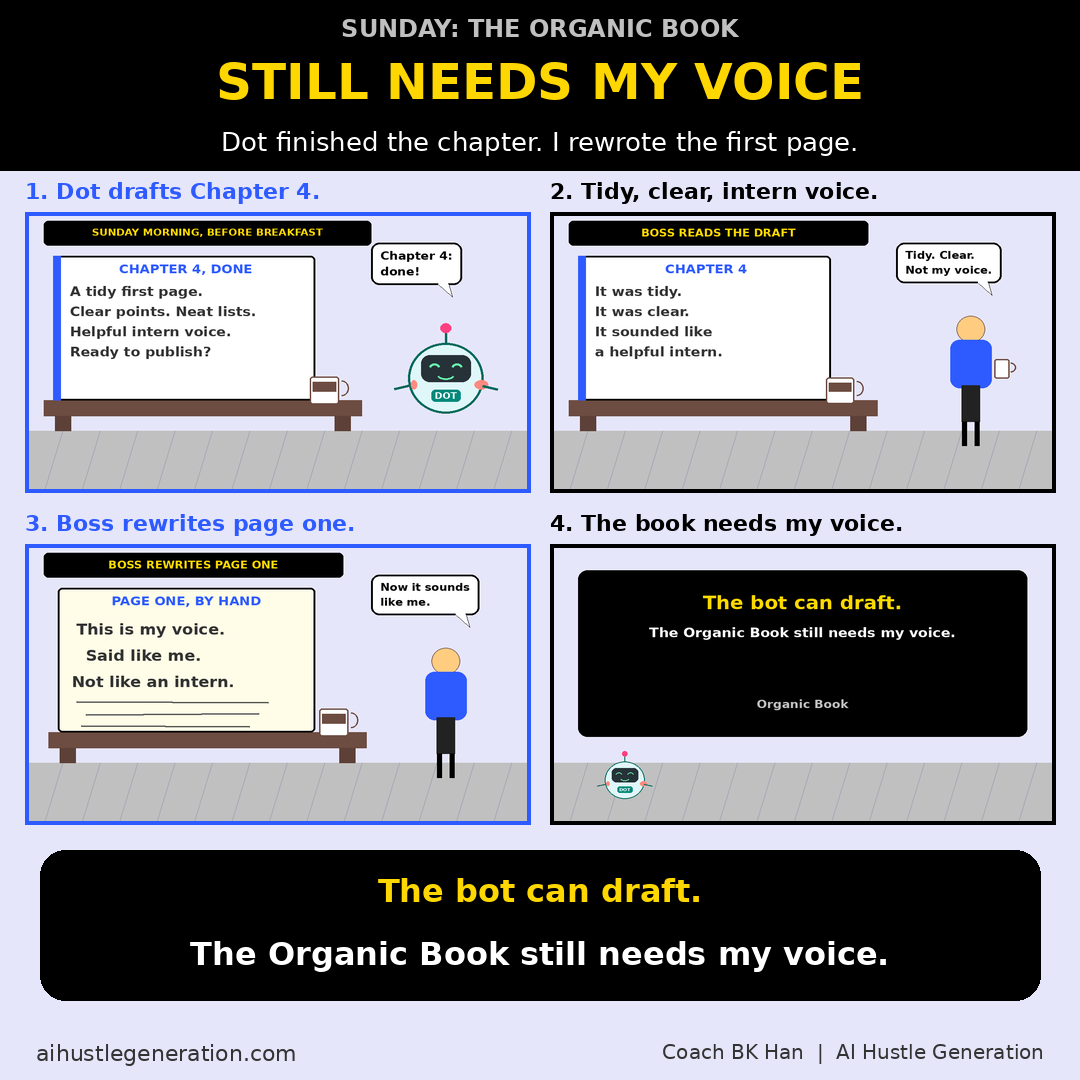 SUNDAY: THE ORGANIC BOOK
STILL NEEDS MY VOICE
Dot finished the chapter. I rewrote the first page.
1. Dot drafts Chapter 4.
SUNDAY MORNING, BEFORE BREAKFAST
CHAPTER 4, DONE
A tidy first page.
Clear points. Neat lists.
Helpful intern voice.
Ready to publish?
Chapter 4:
done!
DOT
2. Tidy, clear, intern voice.
BOSS READS THE DRAFT
CHAPTER 4
It was tidy.
It was clear.
It sounded like
a helpful intern.
Tidy. Clear.
Not my voice.
3. Boss rewrites page one.
BOSS REWRITES PAGE ONE
PAGE ONE, BY HAND
This is my voice.
Said like me.
Not like an intern.
Now it sounds
like me.
4. The book needs my voice.
The bot can draft.
The Organic Book still needs my voice.
Organic Book
DOT
The bot can draft.
The Organic Book still needs my voice.
aihustlegeneration.com
Coach BK Han | AI Hustle Generation